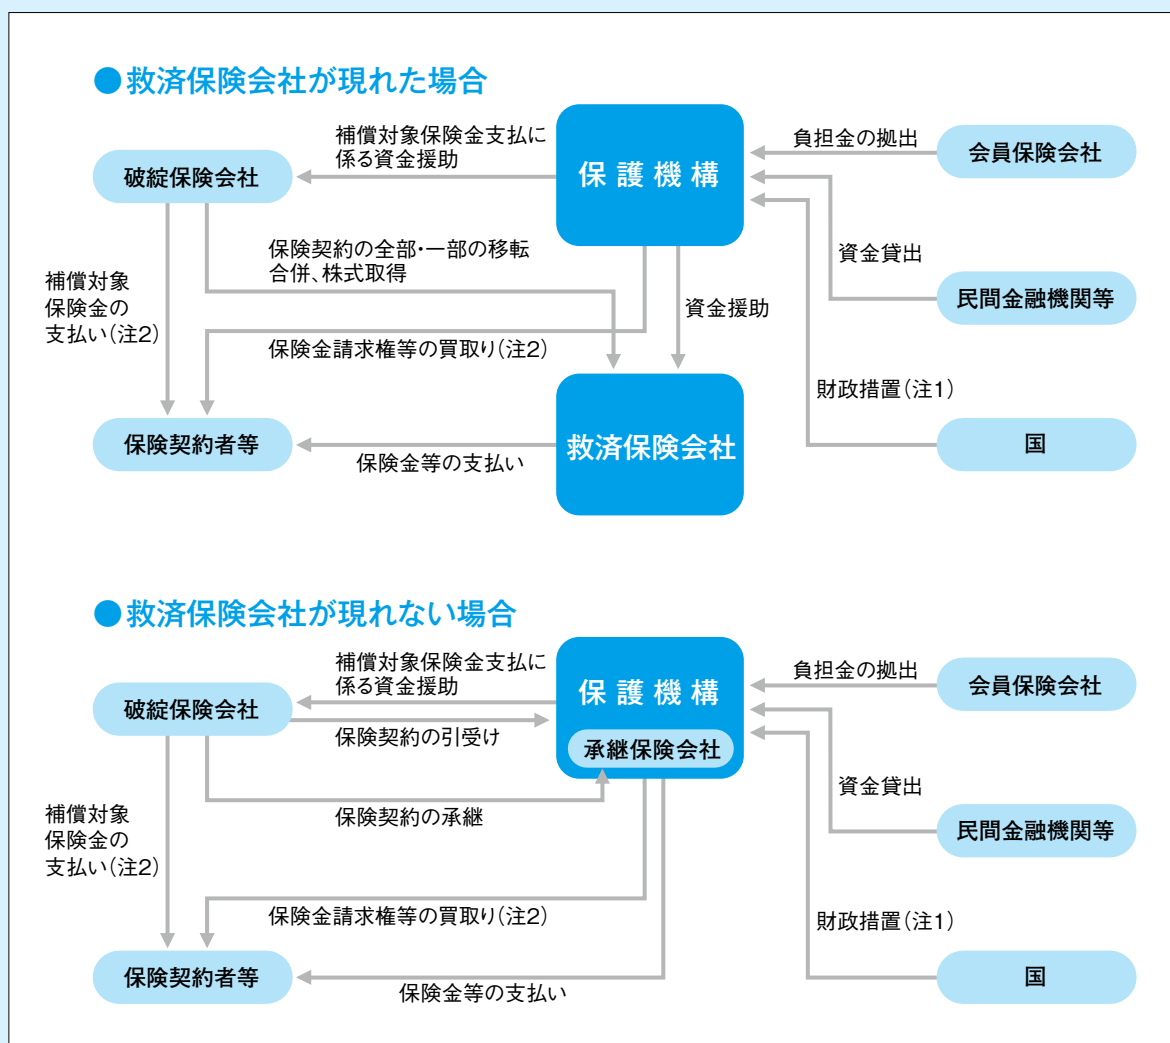 ●救済保険会社が現れた場合
補償対象保険金支払に
係る資金援助
破綻保険会社
保護機構
負担金の拠出
会員保険会社
保険契約の全部・一部の移転
合併、株式取得
補償対象
保険金の
支払い(注2)
資金貸出
民間金融機関等
資金援助
保険金請求権等の買取り(注2)
財政措置(注1)
保険契約者等
保険金等の支払い
救済保険会社
国
●救済保険会社が現れない場合
補償対象保険金支払に
係る資金援助
破綻保険会社
保護機構
負担金の拠出
会員保険会社
保険契約の引受け
承継保険会社
補償対象
保険金の
支払い(注2)
保険契約の承継
資金貸出
民間金融機関等
保険金請求権等の買取り(注2)
財政措置(注1)
保険契約者等
保険金等の支払い
国